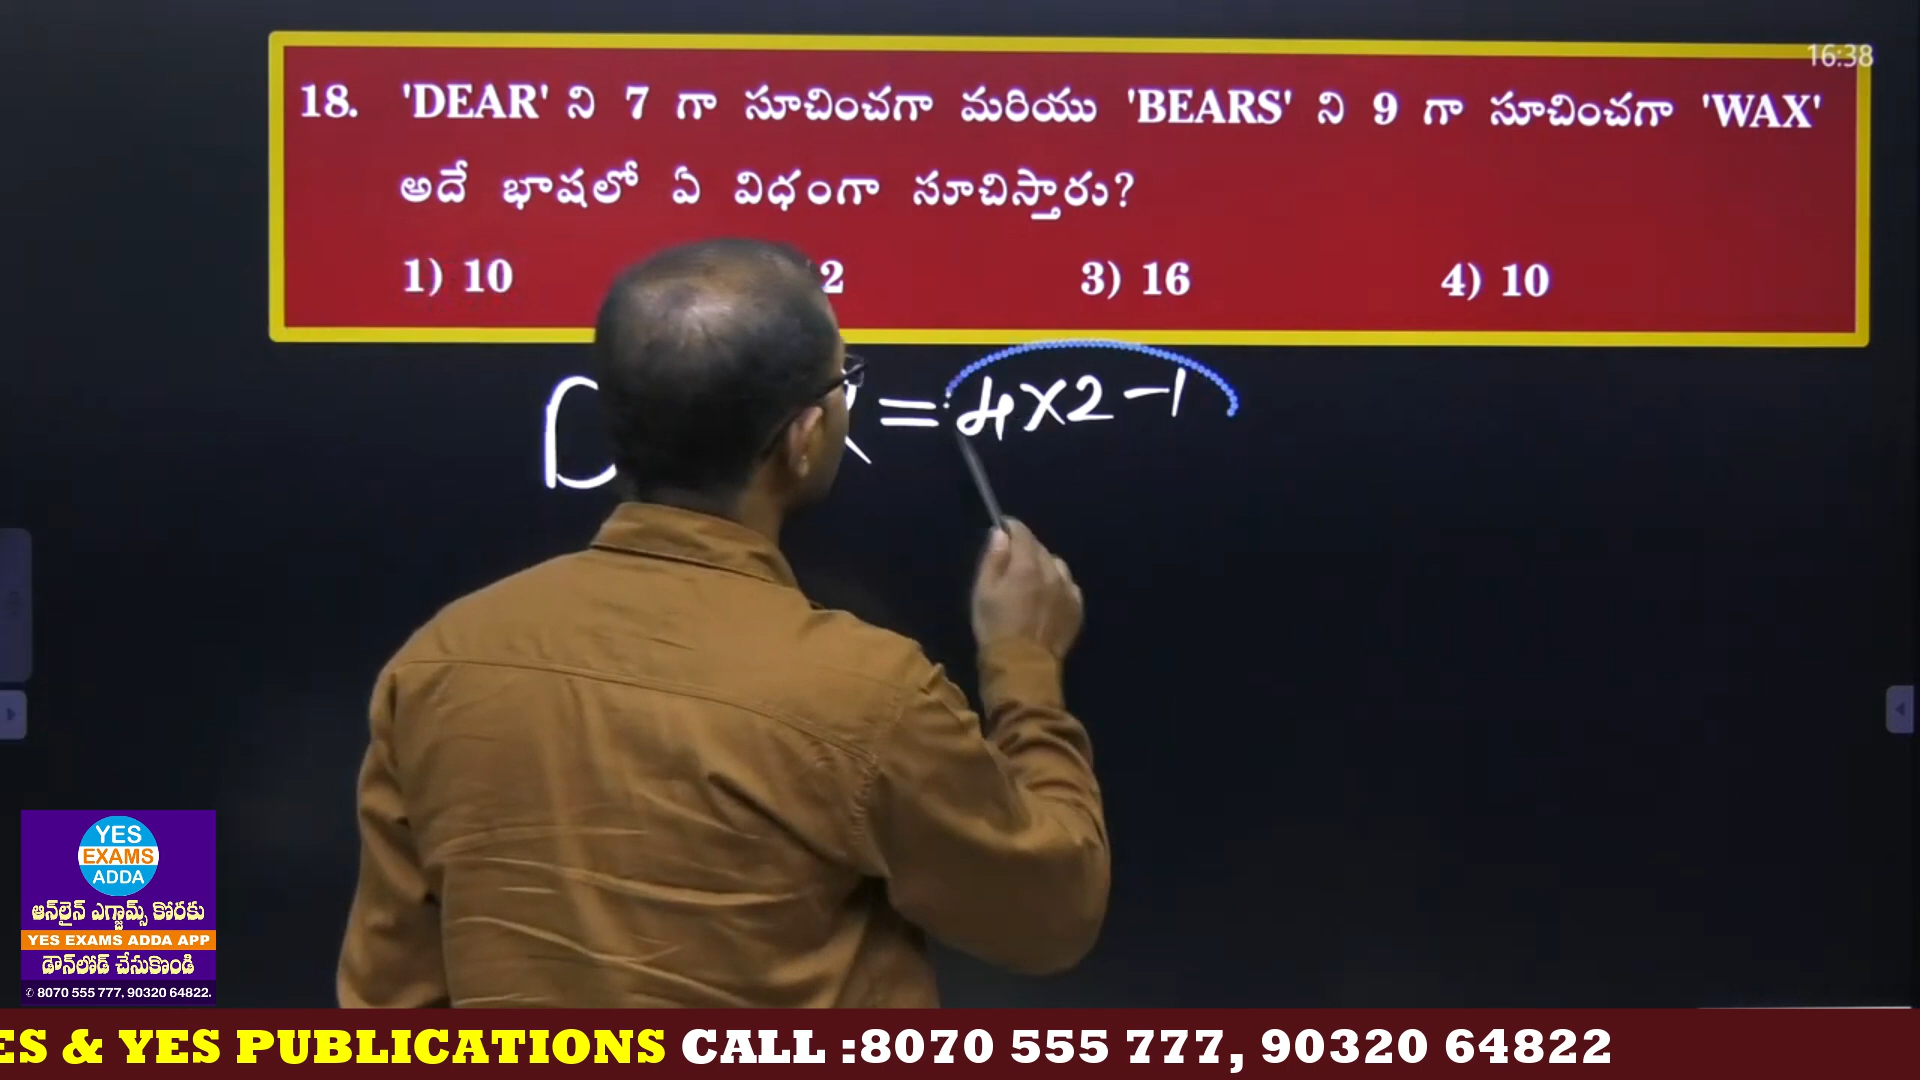 16:38
18. 'DEAR' ని 7 గా సూచించగా మరియు 'BEARS' ని 9 గా సూచించగా 'WAX'
అదే భాషలో ఏ విధంగా సూచిస్తారు?
1) 10 2 3) 16 4) 10
D = 4×2-1
YES
EXAMS
ADDA
ఆన్‌లైన్ ఎగ్జామ్స్ కోరకు
YES EXAMS ADDA APP
డౌన్‌లోడ్ చేసుకొండి
✆ 8070 555 777, 90320 64822.
ES & YES PUBLICATIONS CALL :8070 555 777, 90320 64822